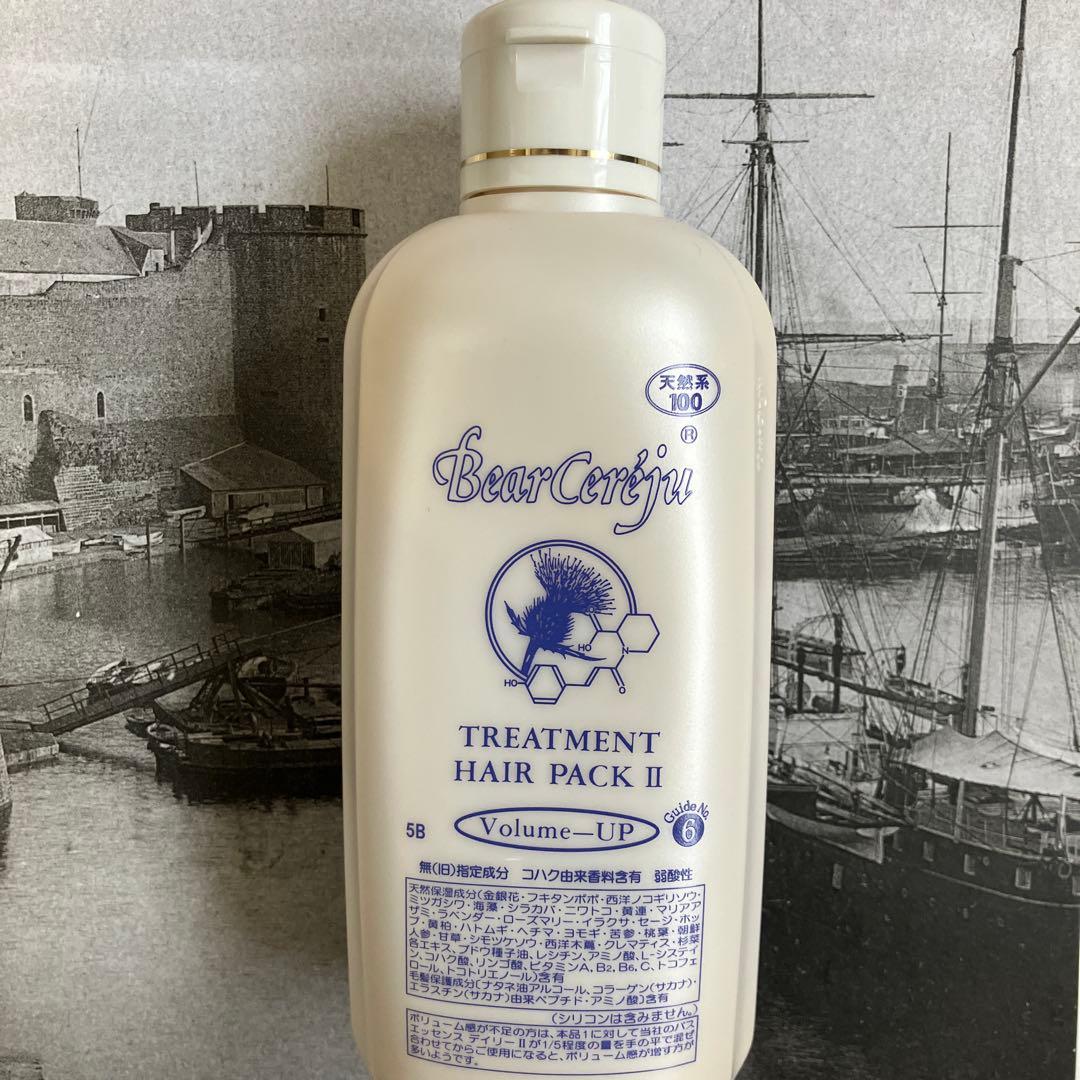 天然系
100
BearCeréju®
HO
N
HO
O
TREATMENT
HAIR PACK II
Guide No.
6
5B
Volume—UP
無(旧)指定成分 コハク由来香料含有 弱酸性
天然保湿成分(金銀花・フキタンポポ・西洋ノコギリソウ・
ミツガシワ・海藻・シラカバ・ニワトコ・黄連・マリアア
ザミ・ラベンダー・ローズマリー・イラクサ・セージ・ホッ
プ・黄柏・ハトムギ・ヘチマ・ヨモギ・苦参・桃葉・朝鮮
人参・甘草・シモツケソウ・西洋木蔦・クレマティス・杉菜
各エキス、ブドウ種子油、レシチン、アミノ酸、L-システイ
ン、コハク酸、リンゴ酸、ビタミンA、B2、B6、C、トコフェ
ロール、トコトリエノール)含有
毛髪保護成分〔ナタネ油アルコール、コラーゲン(サカナ)・
エラスチン(サカナ)由来ペプチド・アミノ酸〕含有
(シリコンは含みません。)
ボリューム感が不足の方は、本品1に対して当社のバス
エッセンス デイリーIIが1/5程度の量を手の平で混ぜ
合わせてからご使用になると、ボリューム感が増す方が
多いようです。